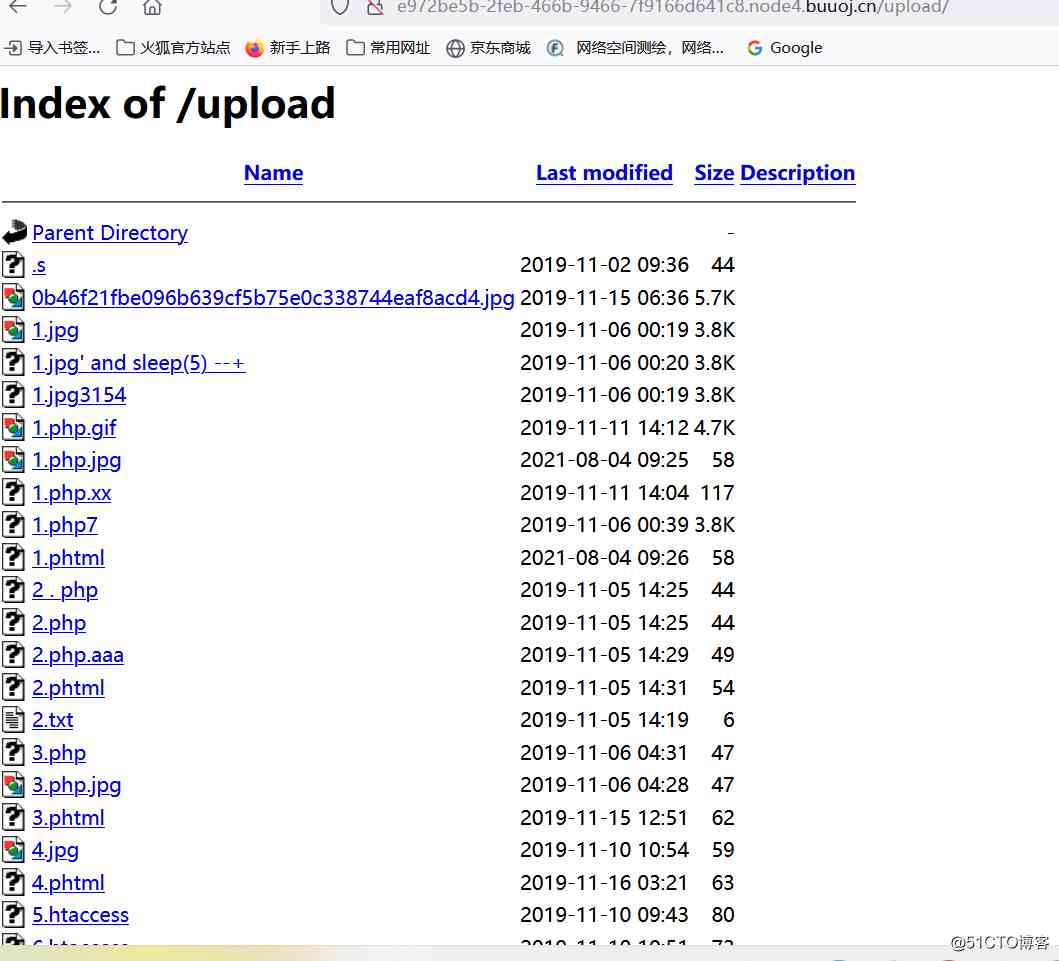 e972be5b-2feb-466b-9466-7f9166d641c8.node4.buuoj.cn/upload/
导入书签... 火狐官方站点 新手上路 常用网址 京东商城 网络空间测绘，网络... Google
Index of /upload
Name Last modified Size Description
Parent Directory -
.s 2019-11-02 09:36 44
0b46f21fbe096b639cf5b75e0c338744eaf8acd4.jpg 2019-11-15 06:36 5.7K
1.jpg 2019-11-06 00:19 3.8K
1.jpg' and sleep(5) --+ 2019-11-06 00:20 3.8K
1.jpg3154 2019-11-06 00:19 3.8K
1.php.gif 2019-11-11 14:12 4.7K
1.php.jpg 2021-08-04 09:25 58
1.php.xx 2019-11-11 14:04 117
1.php7 2019-11-06 00:39 3.8K
1.phtml 2021-08-04 09:26 58
2 . php 2019-11-05 14:25 44
2.php 2019-11-05 14:25 44
2.php.aaa 2019-11-05 14:29 49
2.phtml 2019-11-05 14:31 54
2.txt 2019-11-05 14:19 6
3.php 2019-11-06 04:31 47
3.php.jpg 2019-11-06 04:28 47
3.phtml 2019-11-15 12:51 62
4.jpg 2019-11-10 10:54 59
4.phtml 2019-11-16 03:21 63
5.htaccess 2019-11-10 09:43 80
@51CTO博客